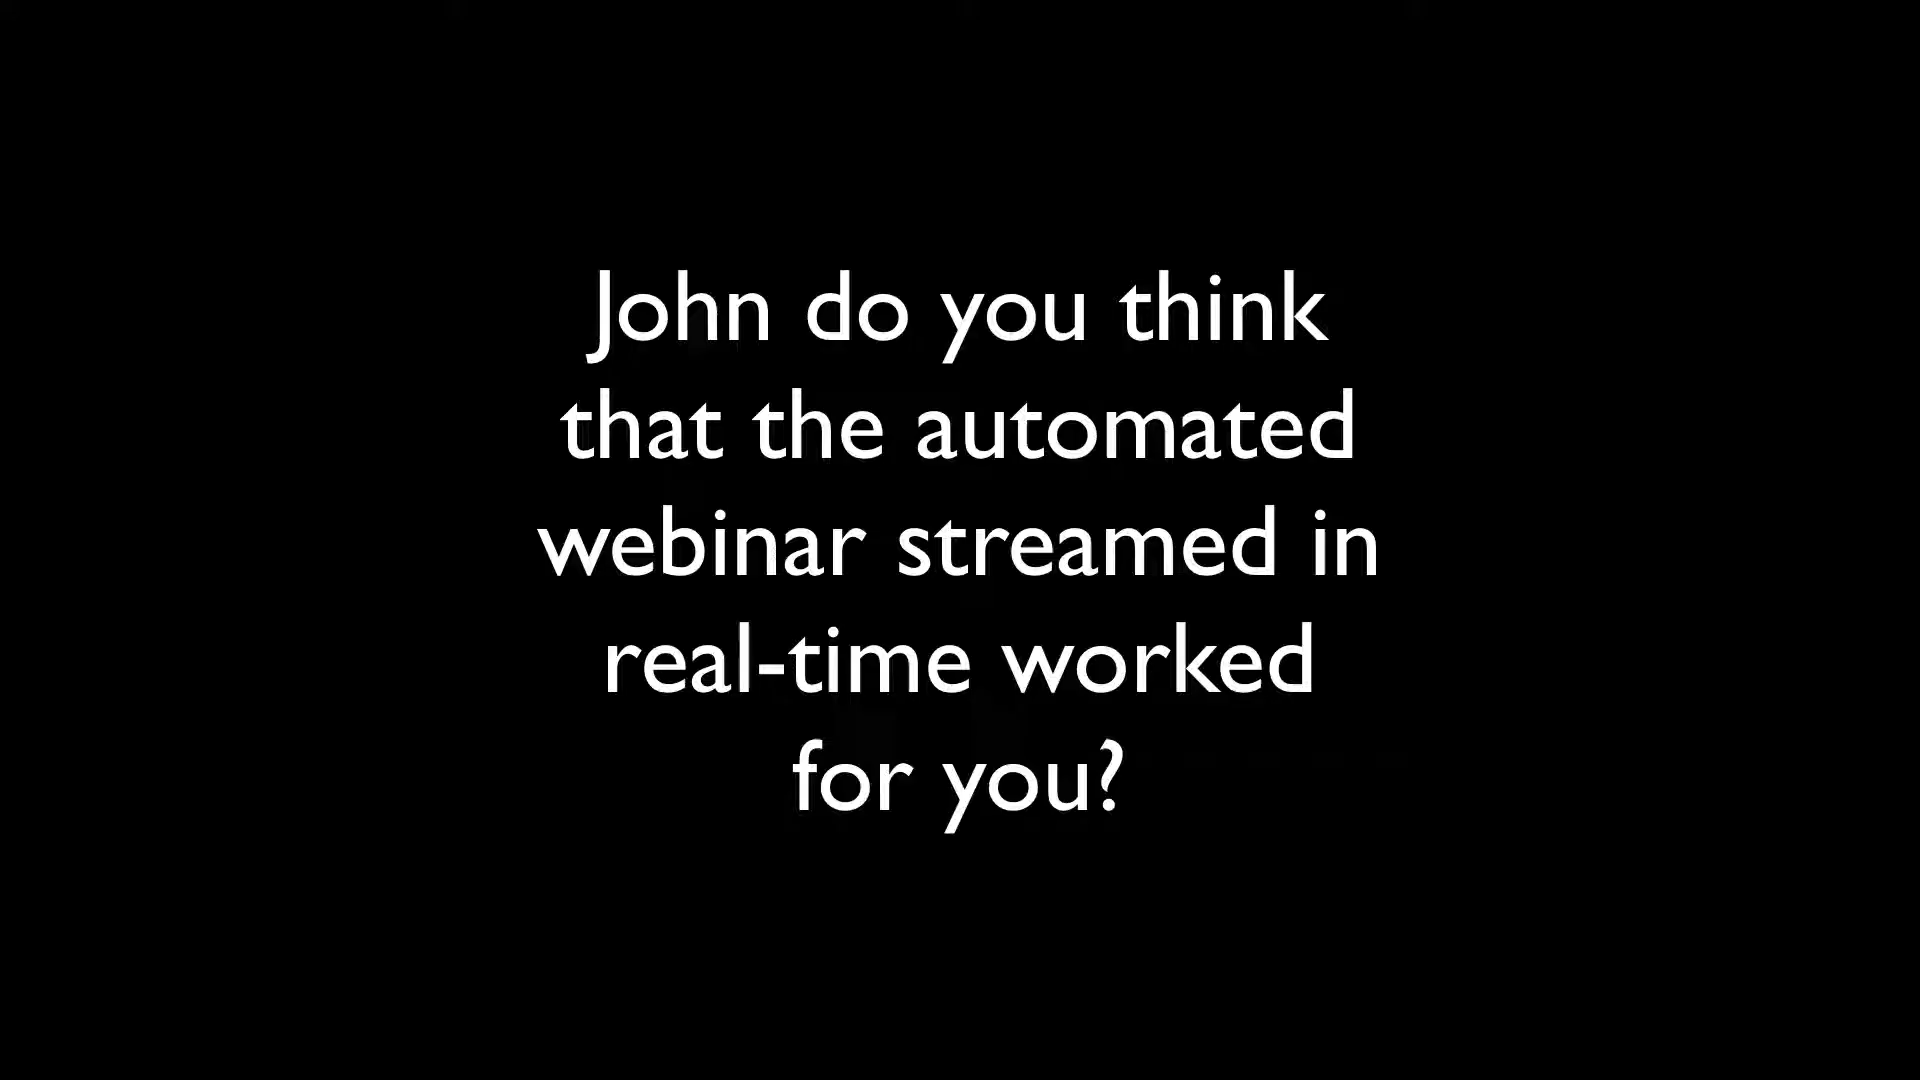 John do you think
that the automated
webinar streamed in
real-time worked
for you?